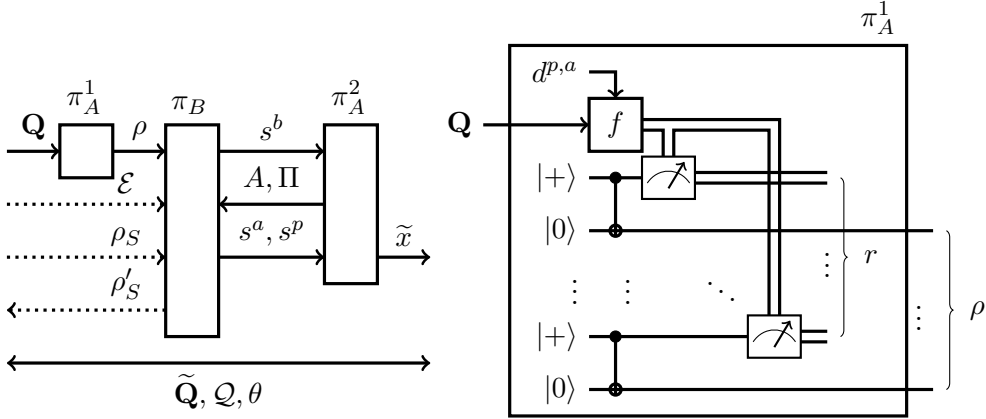 π_A^1
π_B
π_A^2
Q
ρ
s^b
ℰ
A, Π
ρ_S
s^a, s^p
x̃
ρ′_S
Q̃, 𝒬, θ
π_A^1
d^{p,a}
Q
f
|+⟩
|0⟩
⋮ ⋮ ⋱ ⋮ r
|+⟩
|0⟩
⋮ ρ